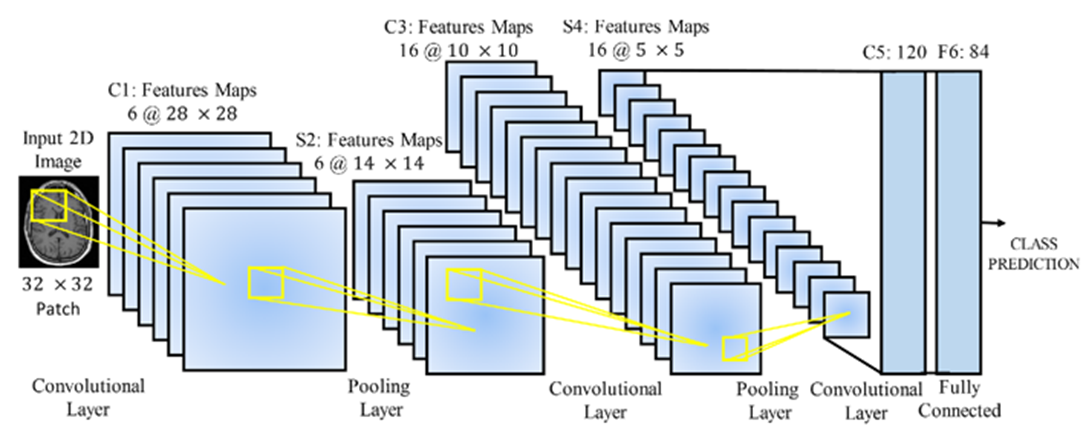 C3: Features Maps
16 @ 10 × 10
S4: Features Maps
16 @ 5 × 5
C5: 120 F6: 84
C1: Features Maps
6 @ 28 × 28
Input 2D
Image
S2: Features Maps
6 @ 14 × 14
32 × 32
Patch
CLASS
PREDICTION
Convolutional
Layer
Pooling
Layer
Convolutional
Layer
Pooling
Layer
Convolutional
Layer
Fully
Connected